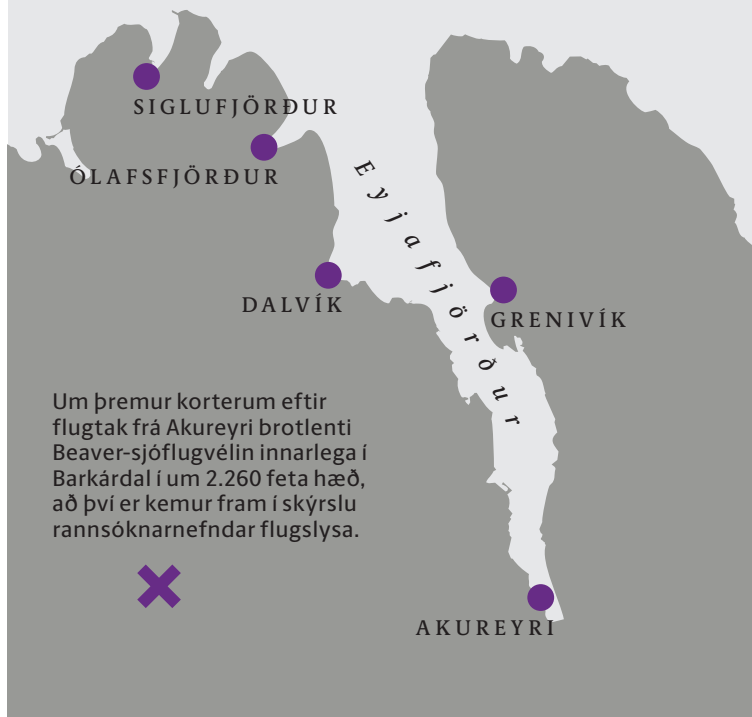 SIGLUFJÖRÐUR
ÓLAFSFJÖRÐUR
Eyjafjörður
DALVÍK
GRENIVÍK
Um þremur korterum eftir
flugtak frá Akureyri brotlenti
Beaver-sjóflugvélin innarlega í
Barkárdal í um 2.260 feta hæð,
að því er kemur fram í skýrslu
rannsóknarnefndar flugslysa.
AKUREYRI